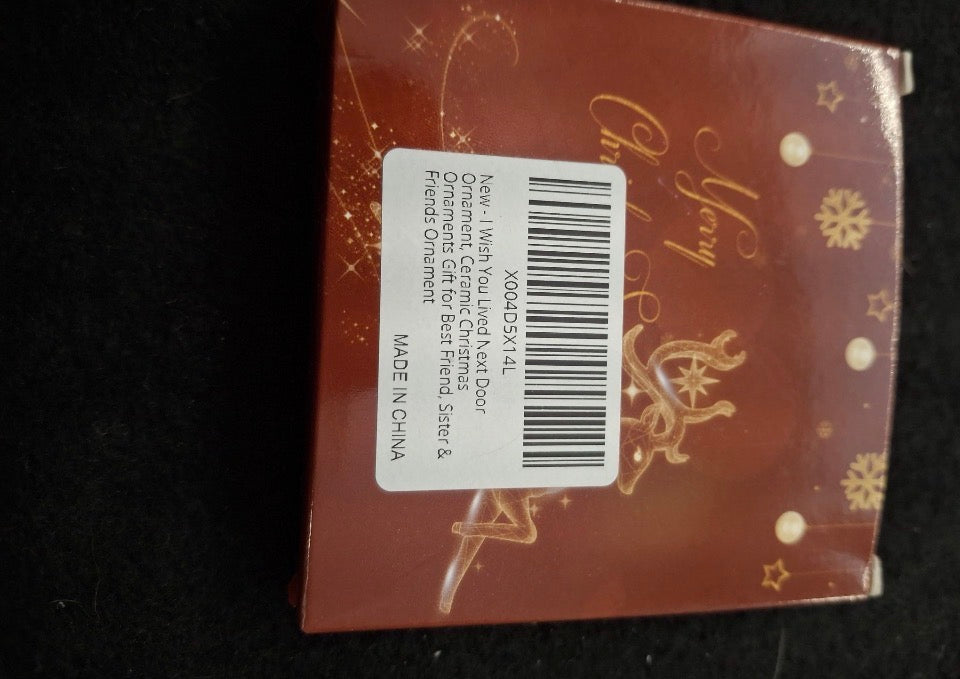 Merry
Chr
X004D5X14L
New - I Wish You Lived Next Door
Ornament, Ceramic Christmas
Ornaments Gift for Best Friend, Sister &
Friends Ornament
MADE IN CHINA